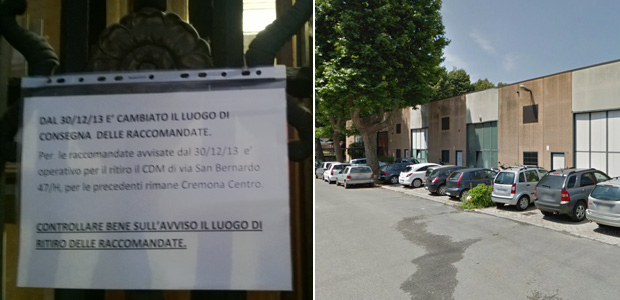 DAL 30/12/13 E' CAMBIATO IL LUOGO DI
CONSEGNA DELLE RACCOMANDATE.
Per le raccomandate avvisate dal 30/12/13 e'
operativo per il ritiro il CDM di via San Bernardo
47/H, per le precedenti rimane Cremona Centro.
CONTROLLARE BENE SULL'AVVISO IL LUOGO DI
RITIRO DELLE RACCOMANDATE.